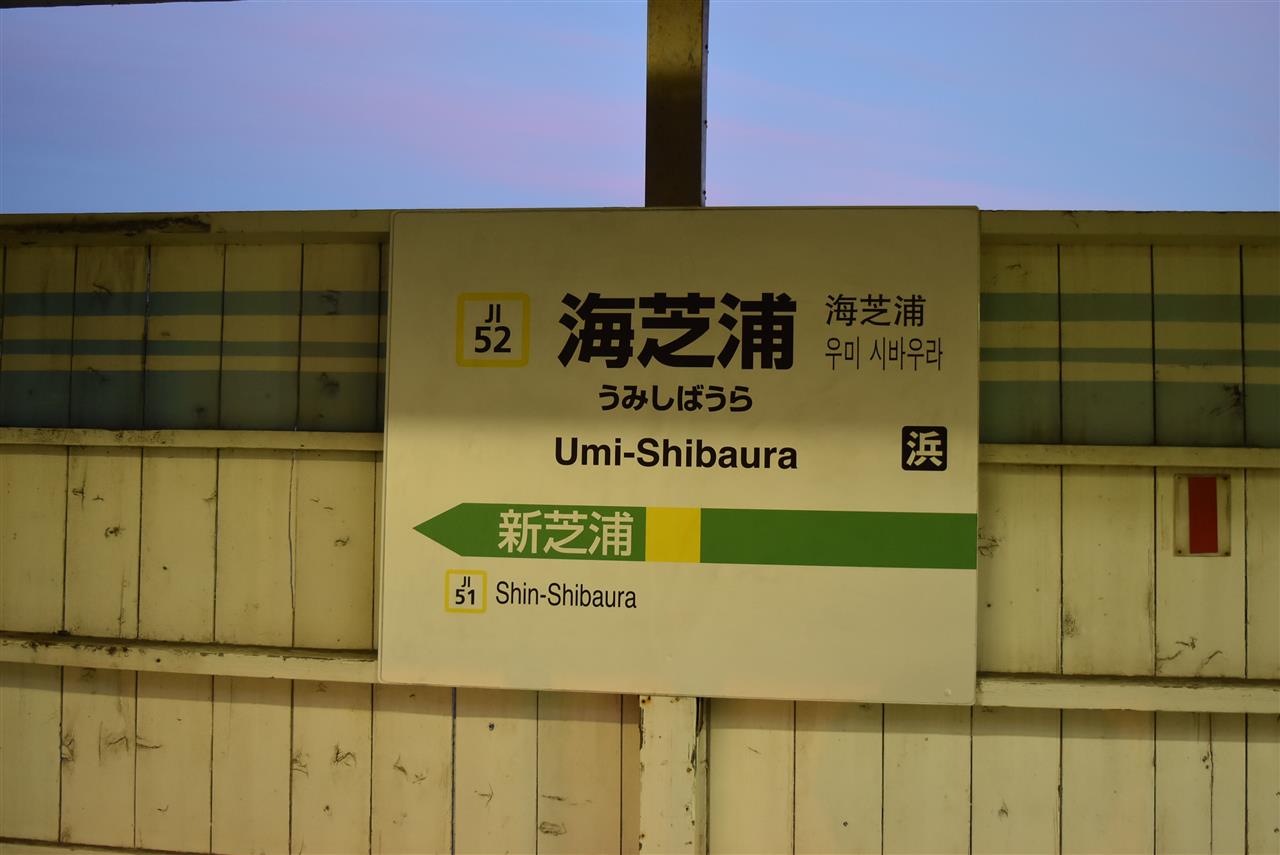 JI
52
海芝浦
海芝浦
우미 시바우라
うみしばうら
Umi-Shibaura
浜
新芝浦
JI
51
Shin-Shibaura